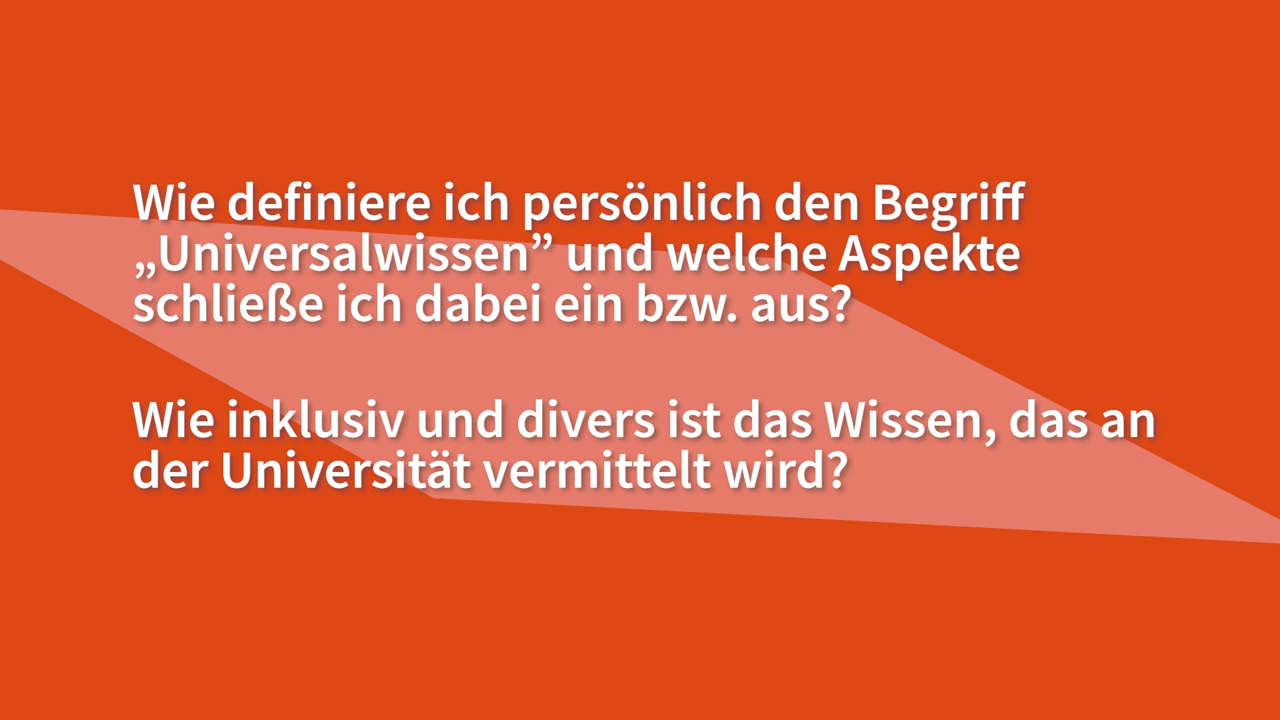 Wie definiere ich persönlich den Begriff
„Universalwissen” und welche Aspekte
schließe ich dabei ein bzw. aus?
Wie inklusiv und divers ist das Wissen, das an
der Universität vermittelt wird?